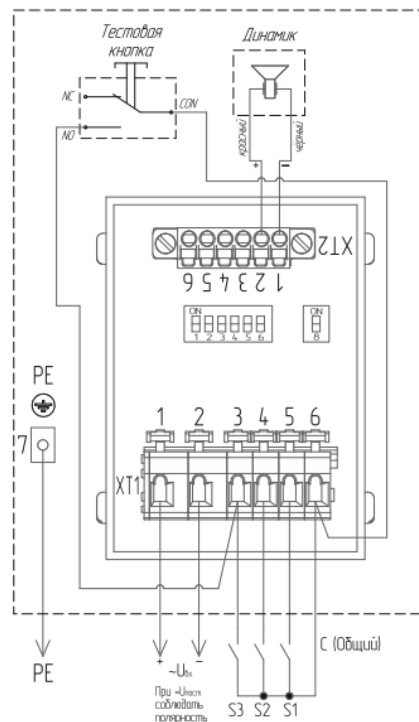 Тестовая
кнопка
Динамик
NC
CON
NO
красный
чёрный
+ −
XT2
6 5 4 3 2 1
ON
1 2 3 4 5 6
ON
8
PE
7
1 2 3 4 5 6
XT1
PE
+ −
~Uвх
При =Uпост.
соблюдать
полярность
S3 S2 S1
С (Общий)